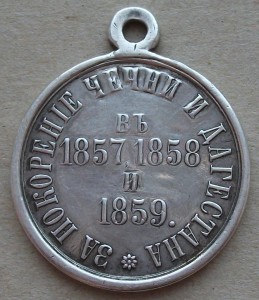 ЗА ПОКОРЕНІЕ ЧЕЧНИ И ДАГЕСТАНА
ВЪ
1857, 1858
И
1859.